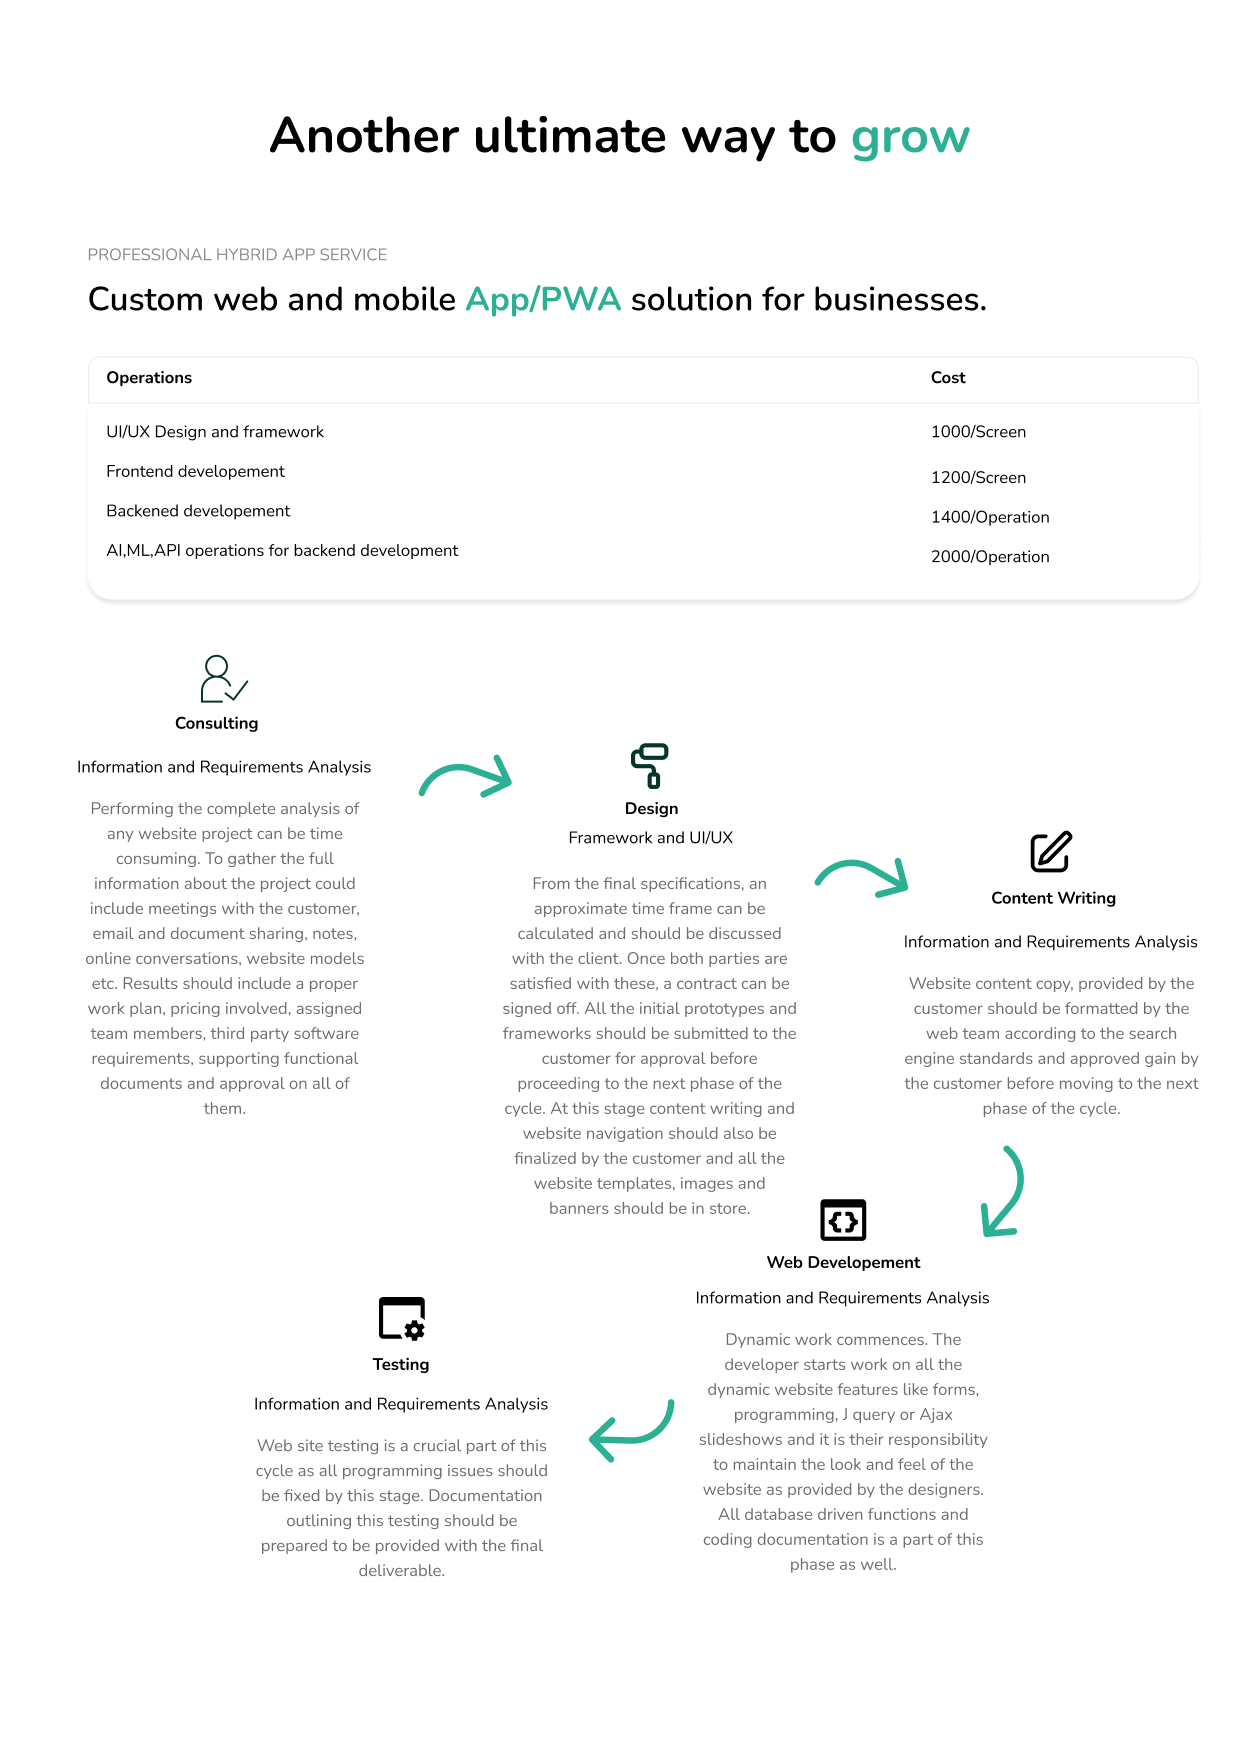 Another ultimate way to grow
PROFESSIONAL HYBRID APP SERVICE
Custom web and mobile App/PWA solution for businesses.
Operations Cost
UI/UX Design and framework 1000/Screen
Frontend developement 1200/Screen
Backened developement 1400/Operation
AI,ML,API operations for backend development 2000/Operation
Consulting
Information and Requirements Analysis
Performing the complete analysis of
any website project can be time
consuming. To gather the full
information about the project could
include meetings with the customer,
email and document sharing, notes,
online conversations, website models
etc. Results should include a proper
work plan, pricing involved, assigned
team members, third party software
requirements, supporting functional
documents and approval on all of
them.
Design
Framework and UI/UX
From the final specifications, an
approximate time frame can be
calculated and should be discussed
with the client. Once both parties are
satisfied with these, a contract can be
signed off. All the initial prototypes and
frameworks should be submitted to the
customer for approval before
proceeding to the next phase of the
cycle. At this stage content writing and
website navigation should also be
finalized by the customer and all the
website templates, images and
banners should be in store.
Content Writing
Information and Requirements Analysis
Website content copy, provided by the
customer should be formatted by the
web team according to the search
engine standards and approved gain by
the customer before moving to the next
phase of the cycle.
Web Developement
Information and Requirements Analysis
Dynamic work commences. The
developer starts work on all the
dynamic website features like forms,
programming, J query or Ajax
slideshows and it is their responsibility
to maintain the look and feel of the
website as provided by the designers.
All database driven functions and
coding documentation is a part of this
phase as well.
Testing
Information and Requirements Analysis
Web site testing is a crucial part of this
cycle as all programming issues should
be fixed by this stage. Documentation
outlining this testing should be
prepared to be provided with the final
deliverable.